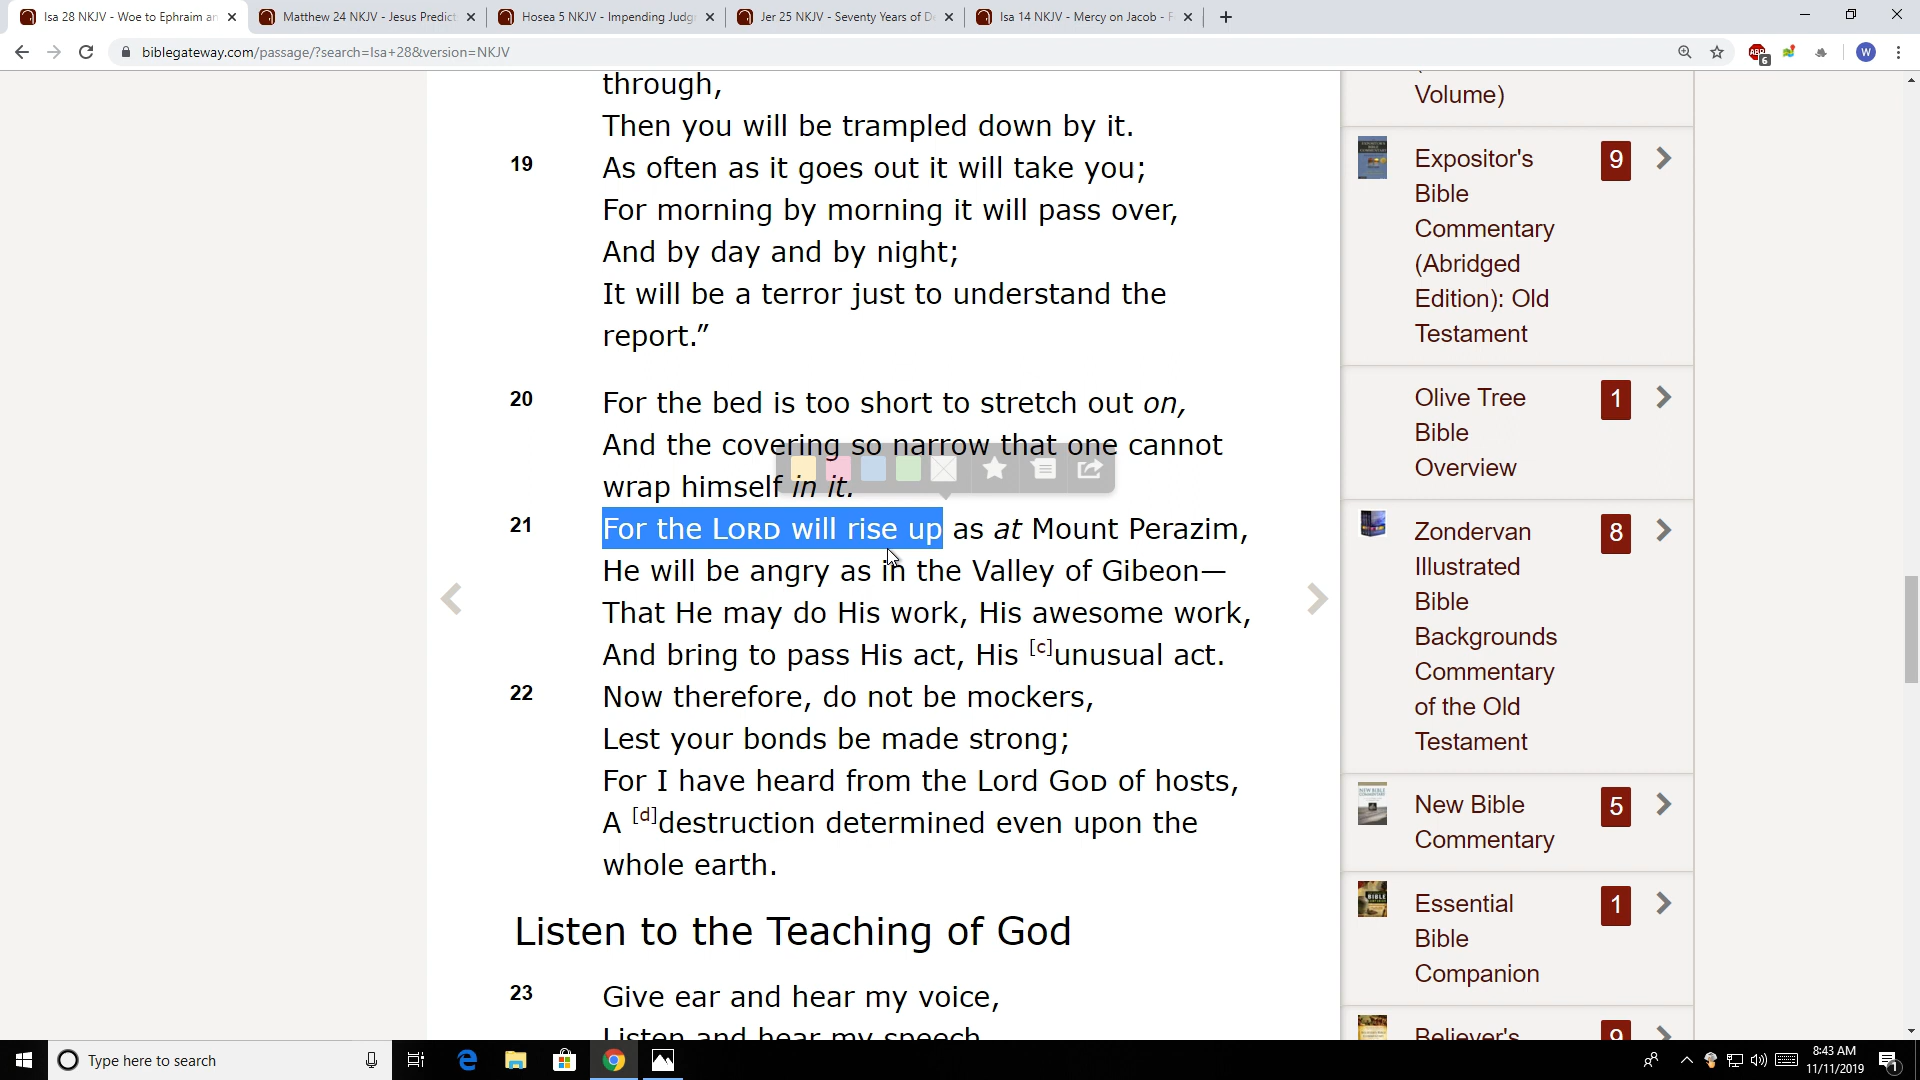 Isa 28 NKJV - Woe to Ephraim an
Matthew 24 NKJV - Jesus Predict
Hosea 5 NKJV - Impending Judg
Jer 25 NKJV - Seventy Years of De
Isa 14 NKJV - Mercy on Jacob - F
biblegateway.com/passage/?search=Isa+28&version=NKJV
ABP
6
W
through,
Then you will be trampled down by it.
19 As often as it goes out it will take you;
For morning by morning it will pass over,
And by day and by night;
It will be a terror just to understand the
report.”
20 For the bed is too short to stretch out on,
And the covering so narrow that one cannot
wrap himself in it.
21 For the LORD will rise up as at Mount Perazim,
He will be angry as in the Valley of Gibeon—
That He may do His work, His awesome work,
And bring to pass His act, His [c]unusual act.
22 Now therefore, do not be mockers,
Lest your bonds be made strong;
For I have heard from the Lord GOD of hosts,
A [d]destruction determined even upon the
whole earth.
Listen to the Teaching of God
23 Give ear and hear my voice,
Listen and hear my speech
Volume)
Expositor's 9
Bible
Commentary
(Abridged
Edition): Old
Testament
Olive Tree 1
Bible
Overview
Zondervan 8
Illustrated
Bible
Backgrounds
Commentary
of the Old
Testament
New Bible 5
Commentary
Essential 1
Bible
Companion
Believer's 9
Type here to search
8:43 AM
11/11/2019
1